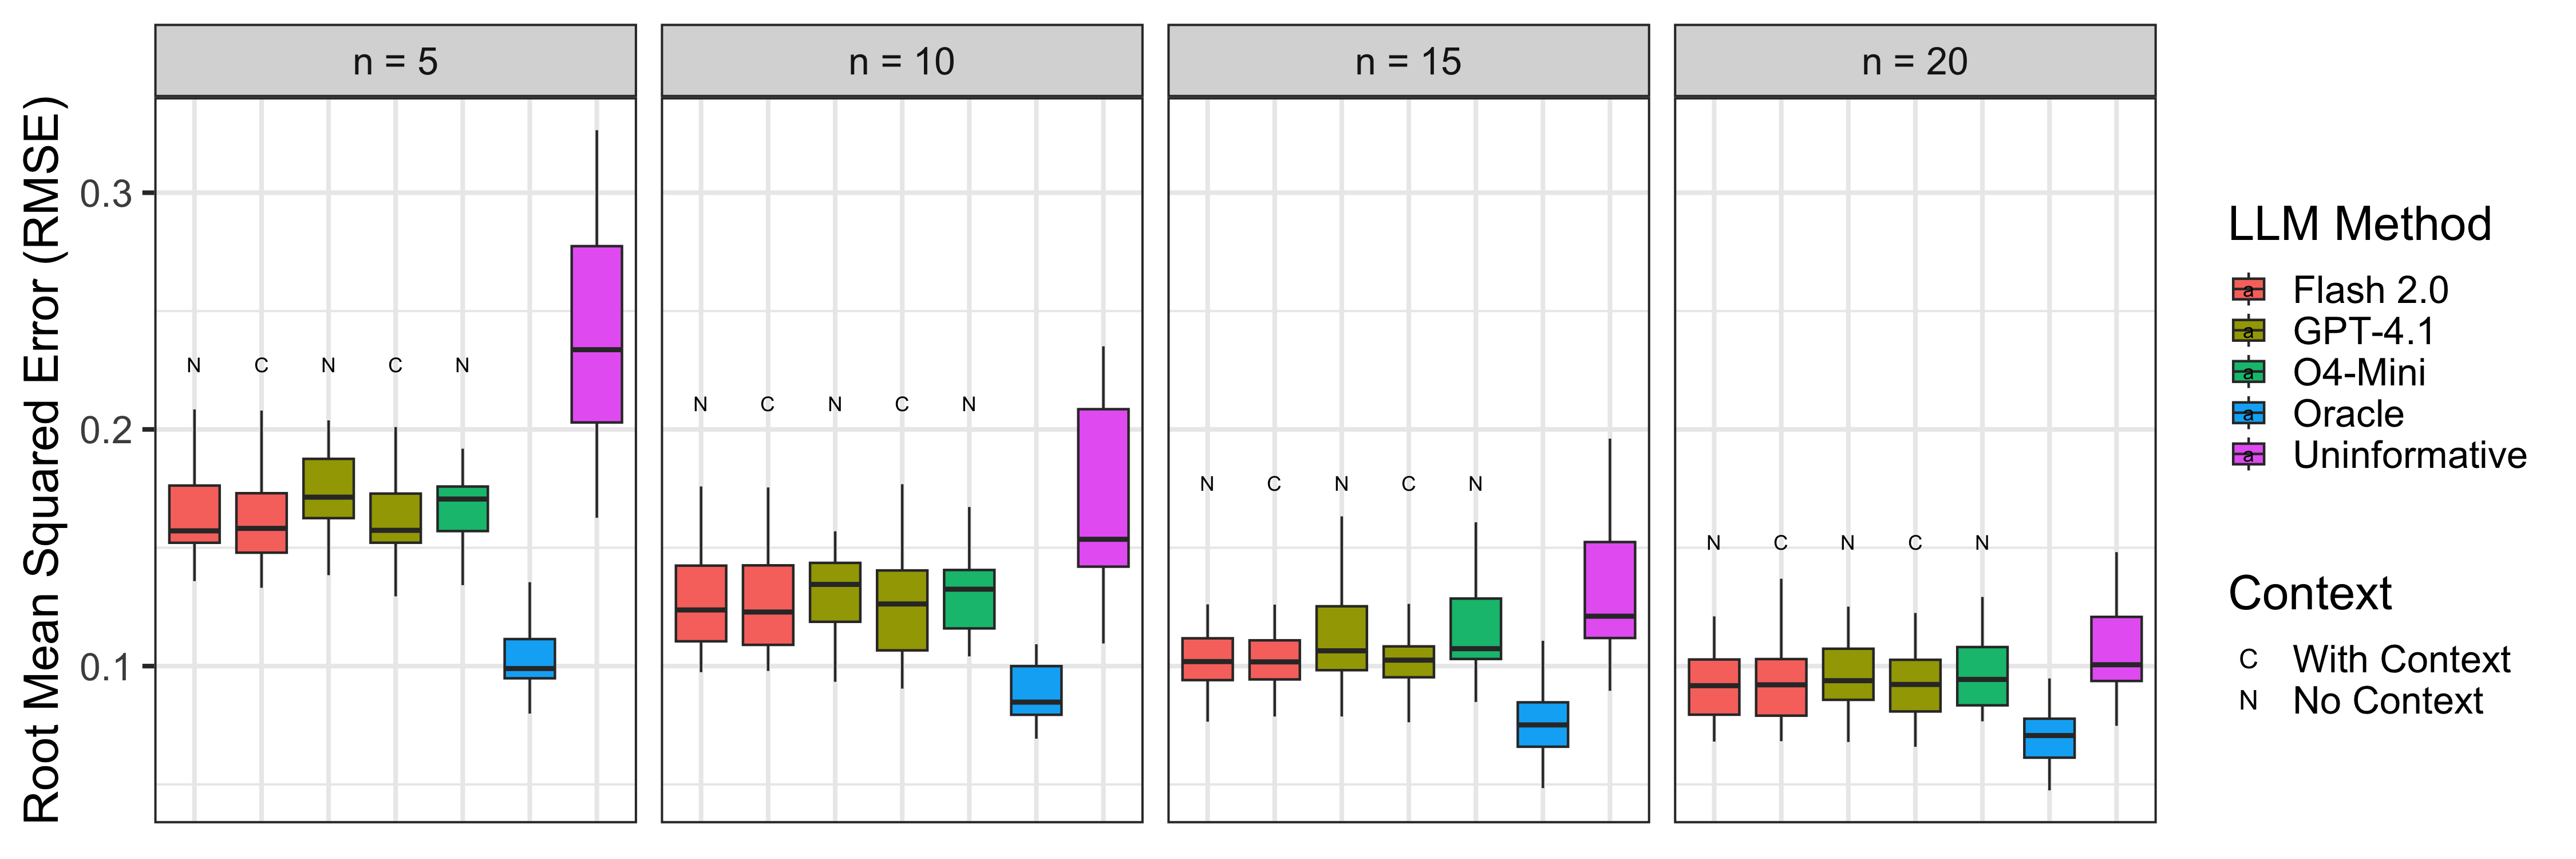 n = 5
n = 10
n = 15
n = 20
Root Mean Squared Error (RMSE)
0.3
0.2
0.1
N C N C N
N C N C N
N C N C N
N C N C N
LLM Method
a Flash 2.0
a GPT-4.1
a O4-Mini
a Oracle
a Uninformative
Context
C With Context
N No Context